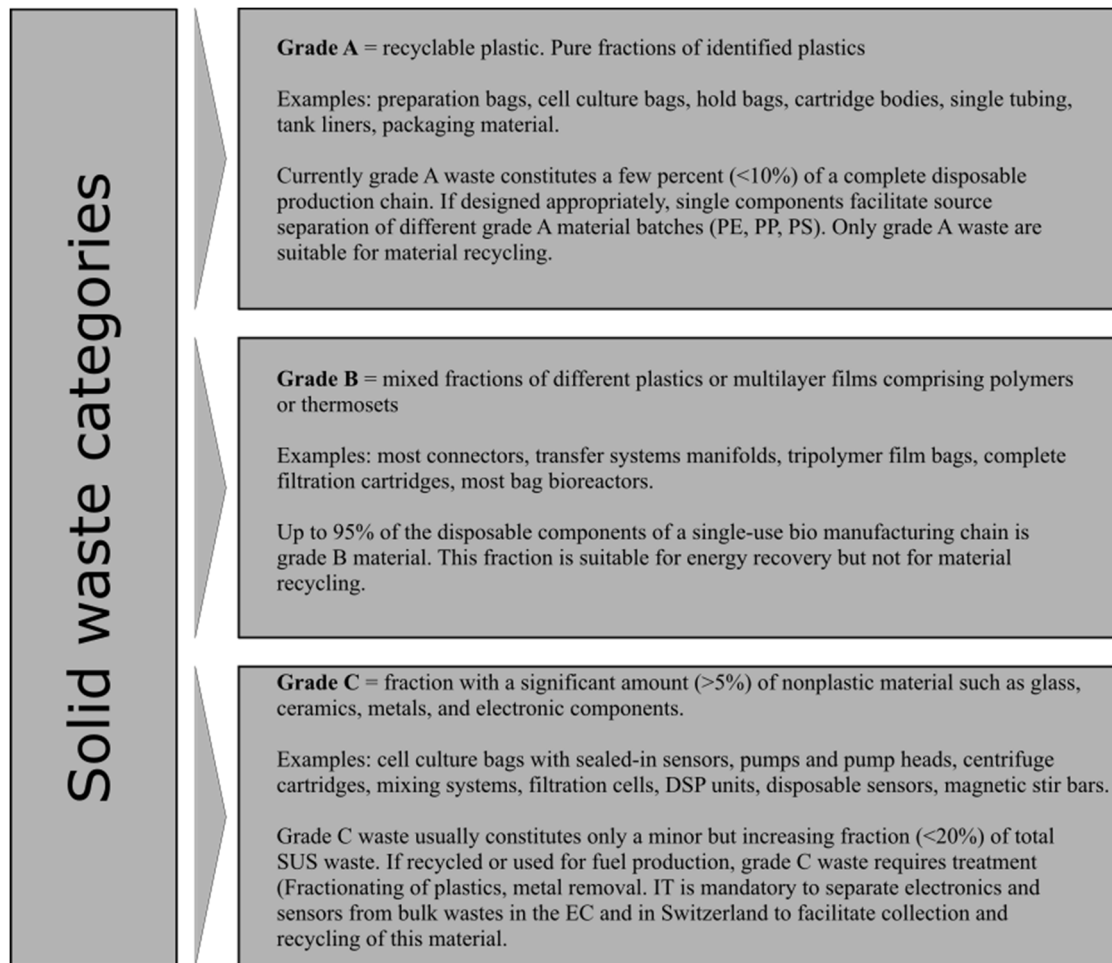 Solid waste categories
Grade A = recyclable plastic. Pure fractions of identified plastics
Examples: preparation bags, cell culture bags, hold bags, cartridge bodies, single tubing,
tank liners, packaging material.
Currently grade A waste constitutes a few percent (<10%) of a complete disposable
production chain. If designed appropriately, single components facilitate source
separation of different grade A material batches (PE, PP, PS). Only grade A waste are
suitable for material recycling.
Grade B = mixed fractions of different plastics or multilayer films comprising polymers
or thermosets
Examples: most connectors, transfer systems manifolds, tripolymer film bags, complete
filtration cartridges, most bag bioreactors.
Up to 95% of the disposable components of a single-use bio manufacturing chain is
grade B material. This fraction is suitable for energy recovery but not for material
recycling.
Grade C = fraction with a significant amount (>5%) of nonplastic material such as glass,
ceramics, metals, and electronic components.
Examples: cell culture bags with sealed-in sensors, pumps and pump heads, centrifuge
cartridges, mixing systems, filtration cells, DSP units, disposable sensors, magnetic stir bars.
Grade C waste usually constitutes only a minor but increasing fraction (<20%) of total
SUS waste. If recycled or used for fuel production, grade C waste requires treatment
(Fractionating of plastics, metal removal. IT is mandatory to separate electronics and
sensors from bulk wastes in the EC and in Switzerland to facilitate collection and
recycling of this material.